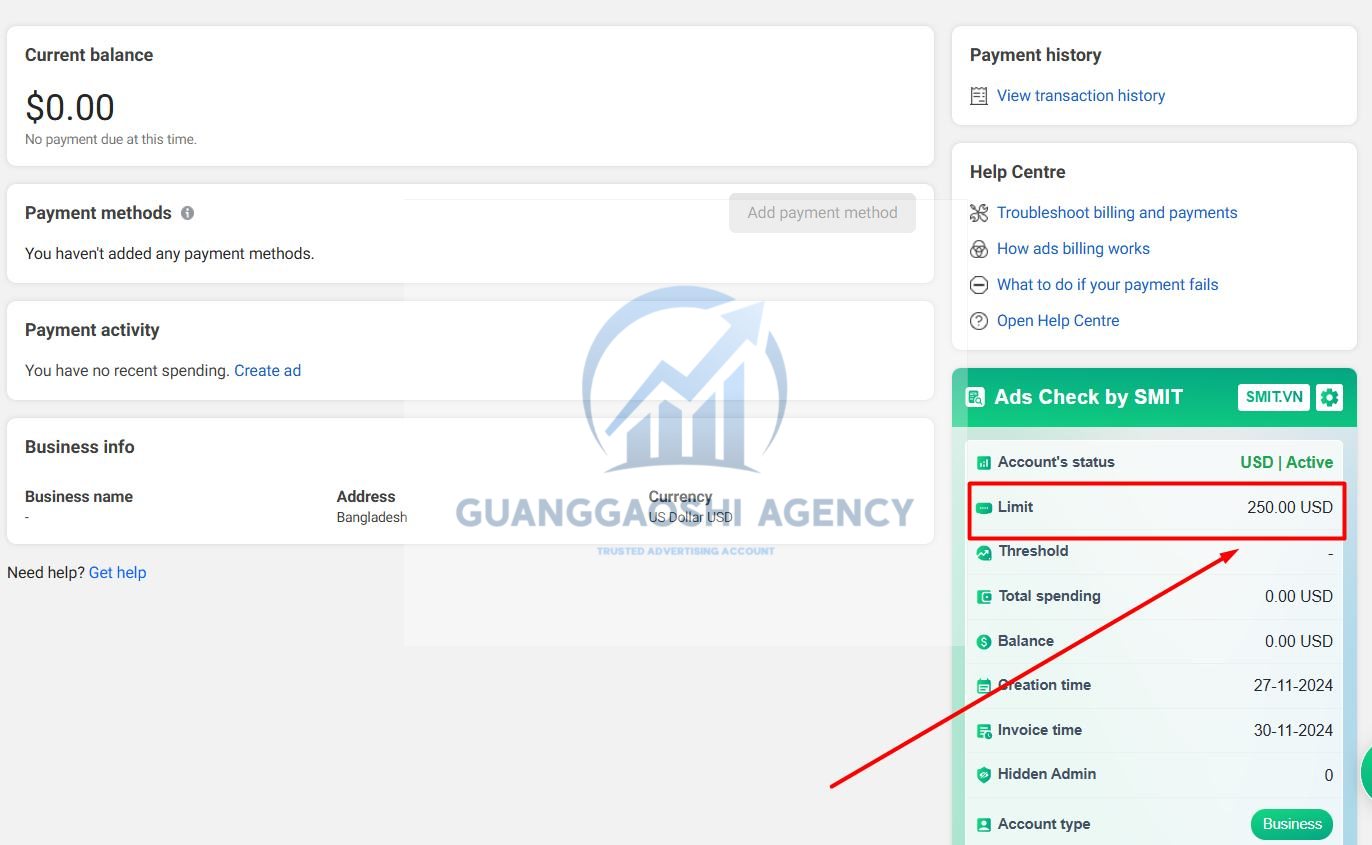 Current balance
$0.00
No payment due at this time.
Payment methods
Add payment method
You haven't added any payment methods.
Payment activity
You have no recent spending. Create ad
Business info
Business name
-
Address
Bangladesh
Currency
US Dollar USD
Need help? Get help
GUANGGAOSHI AGENCY
TRUSTED ADVERTISING ACCOUNT
Payment history
View transaction history
Help Centre
Troubleshoot billing and payments
How ads billing works
What to do if your payment fails
Open Help Centre
Ads Check by SMIT
SMIT.VN
Account's status USD | Active
Limit 250.00 USD
Threshold -
Total spending 0.00 USD
Balance 0.00 USD
Creation time 27-11-2024
Invoice time 30-11-2024
Hidden Admin 0
Account type Business